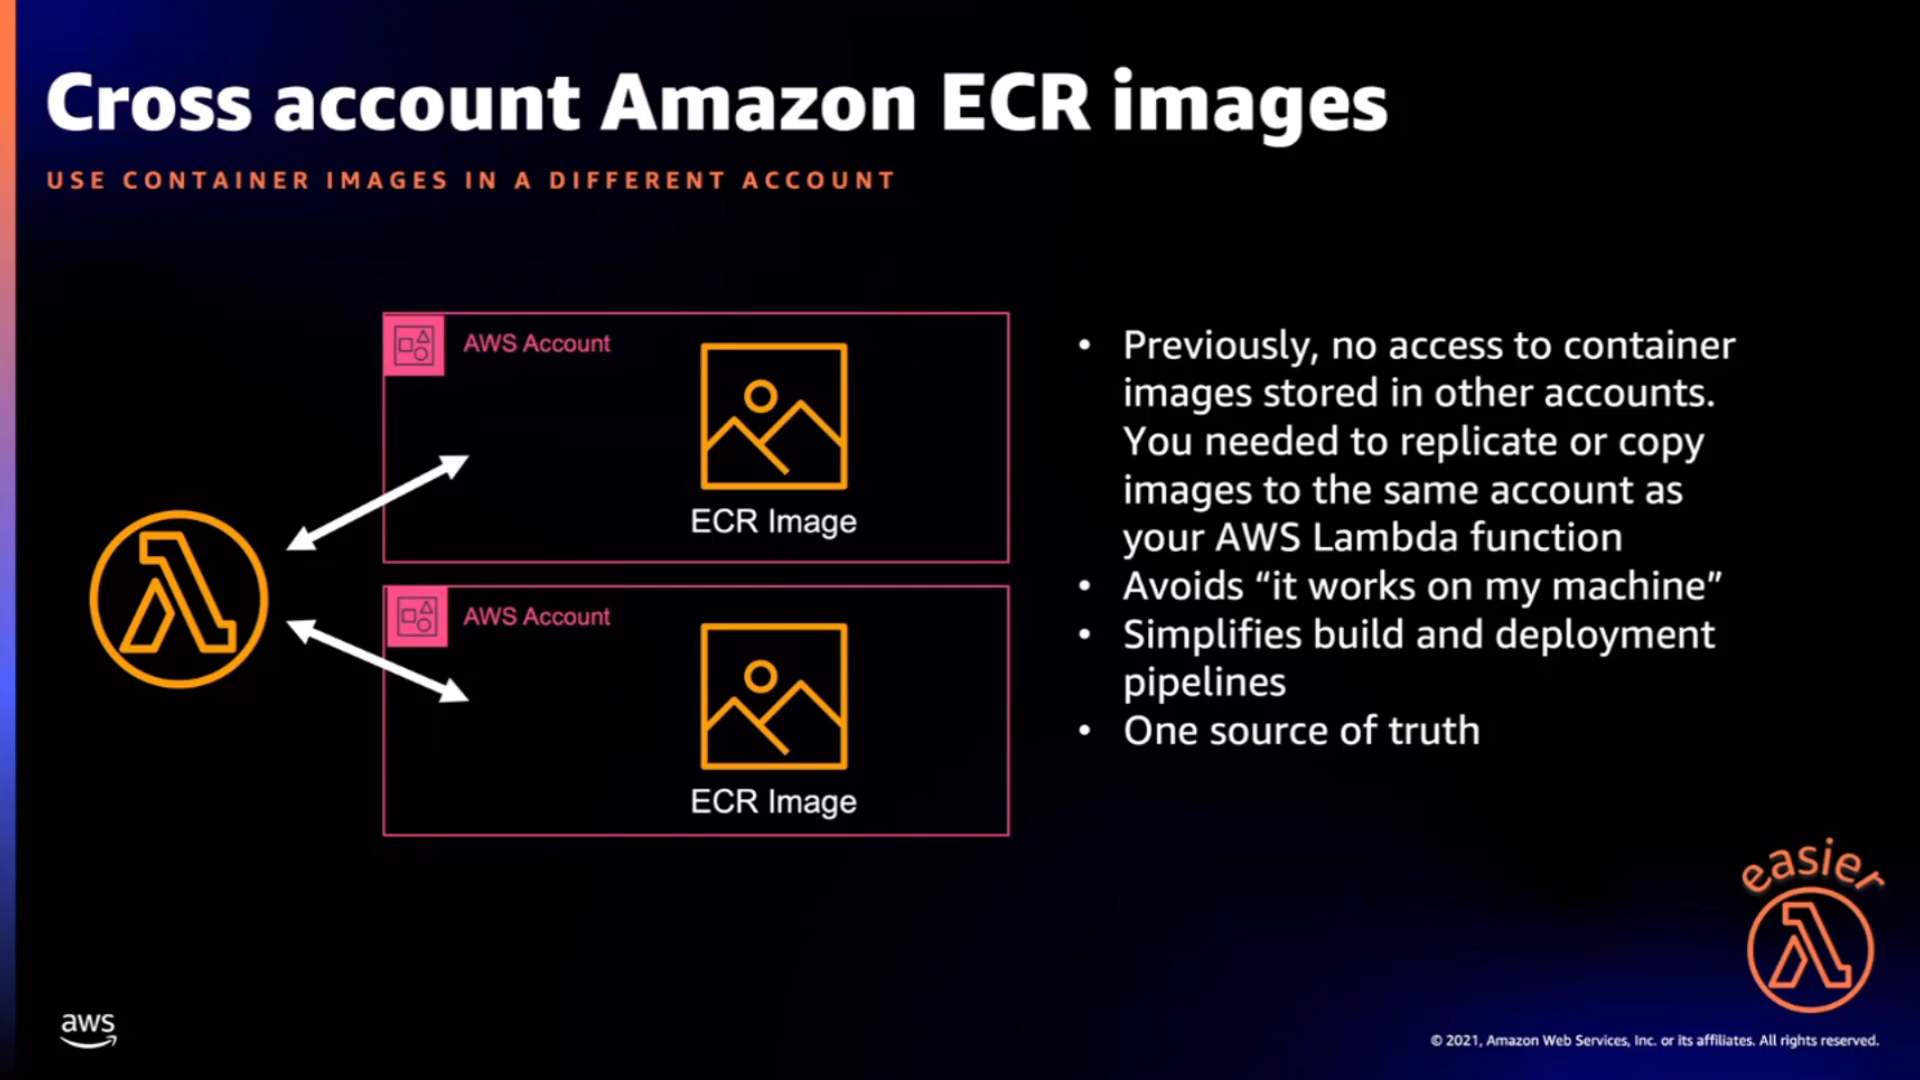 Cross account Amazon ECR images
USE CONTAINER IMAGES IN A DIFFERENT ACCOUNT
AWS Account
ECR Image
AWS Account
ECR Image
• Previously, no access to container
images stored in other accounts.
You needed to replicate or copy
images to the same account as
your AWS Lambda function
• Avoids “it works on my machine”
• Simplifies build and deployment
pipelines
• One source of truth
easier
aws
© 2021, Amazon Web Services, Inc. or its affiliates. All rights reserved.